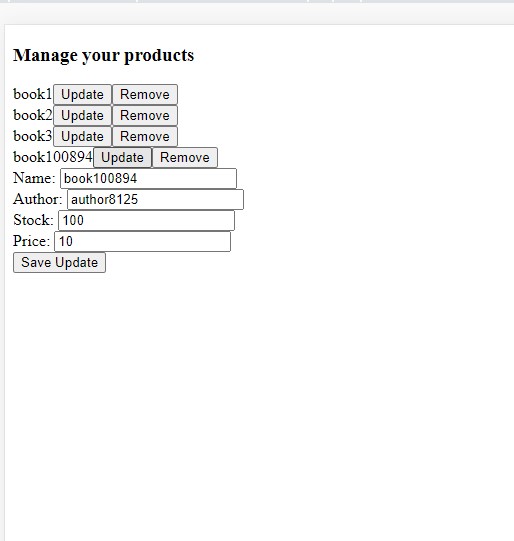 Manage your products
book1 Update Remove
book2 Update Remove
book3 Update Remove
book100894 Update Remove
Name: book100894
Author: author8125
Stock: 100
Price: 10
Save Update